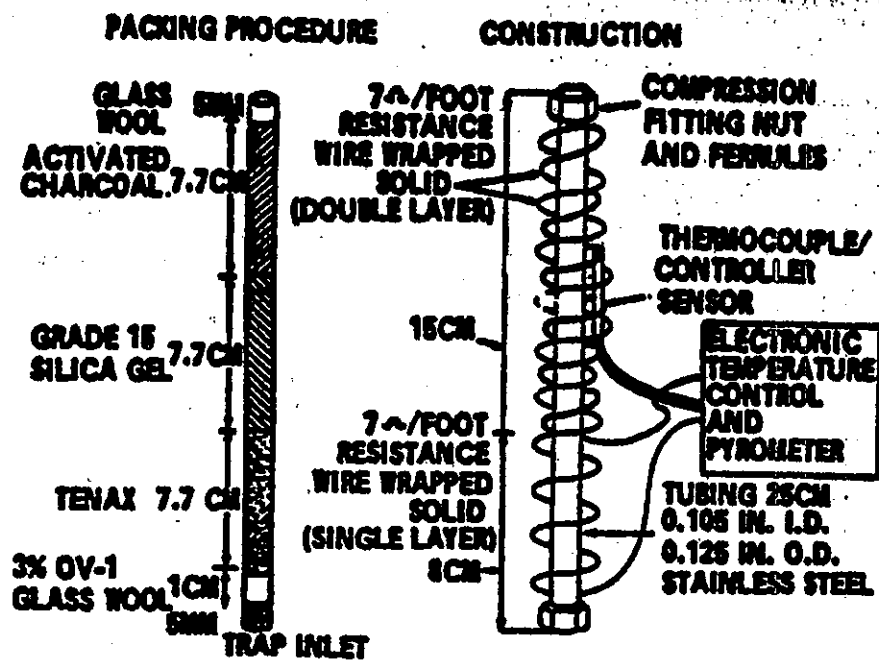 PACKING PROCEDURE
GLASS
WOOL
5MM
ACTIVATED
CHARCOAL 7.7CM
GRADE 15
SILICA GEL 7.7CM
TENAX 7.7 CM
3% OV-1
GLASS WOOL
1CM
5MM
TRAP INLET
CONSTRUCTION
7Ω/FOOT
RESISTANCE
WIRE WRAPPED
SOLID
(DOUBLE LAYER)
15CM
7Ω/FOOT
RESISTANCE
WIRE WRAPPED
SOLID
(SINGLE LAYER)
8CM
COMPRESSION
FITTING NUT
AND FERRULES
THERMOCOUPLE/
CONTROLLER
SENSOR
ELECTRONIC
TEMPERATURE
CONTROL
AND
PYROMETER
TUBING 25CM
0.105 IN. I.D.
0.125 IN. O.D.
STAINLESS STEEL